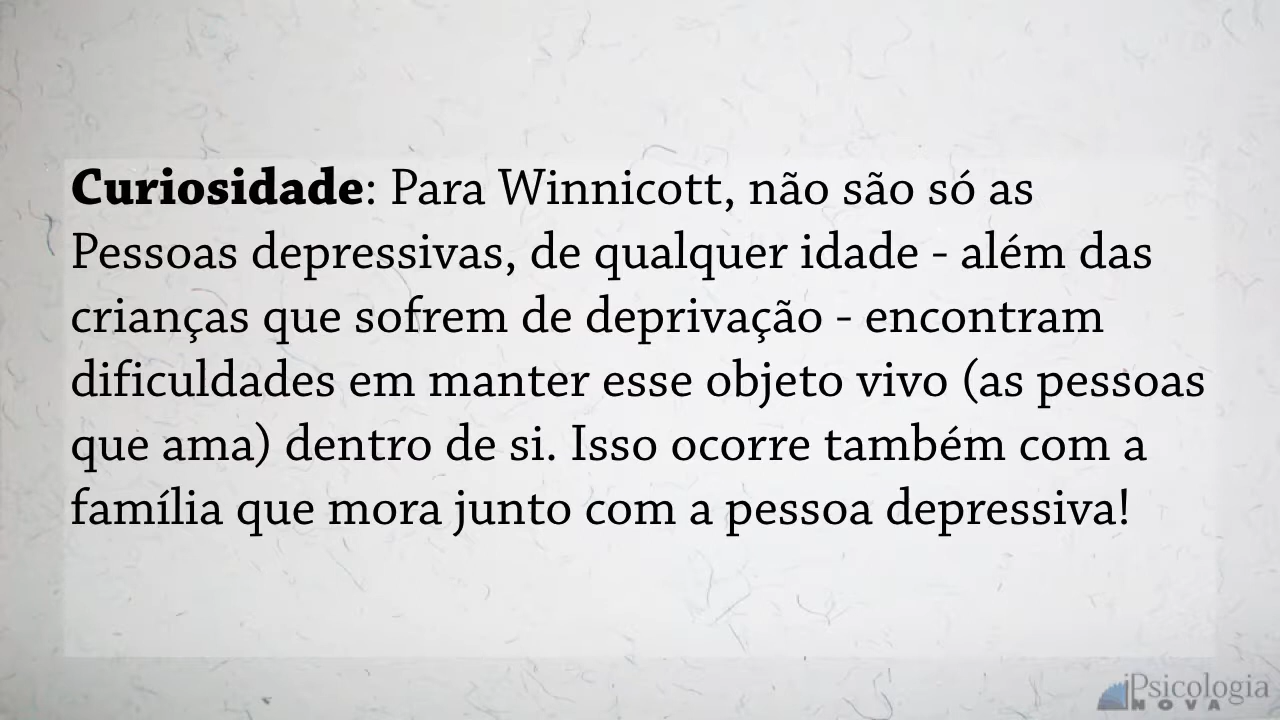 Curiosidade: Para Winnicott, não são só as
Pessoas depressivas, de qualquer idade - além das
crianças que sofrem de deprivação - encontram
dificuldades em manter esse objeto vivo (as pessoas
que ama) dentro de si. Isso ocorre também com a
família que mora junto com a pessoa depressiva!
Psicologia
NOVA